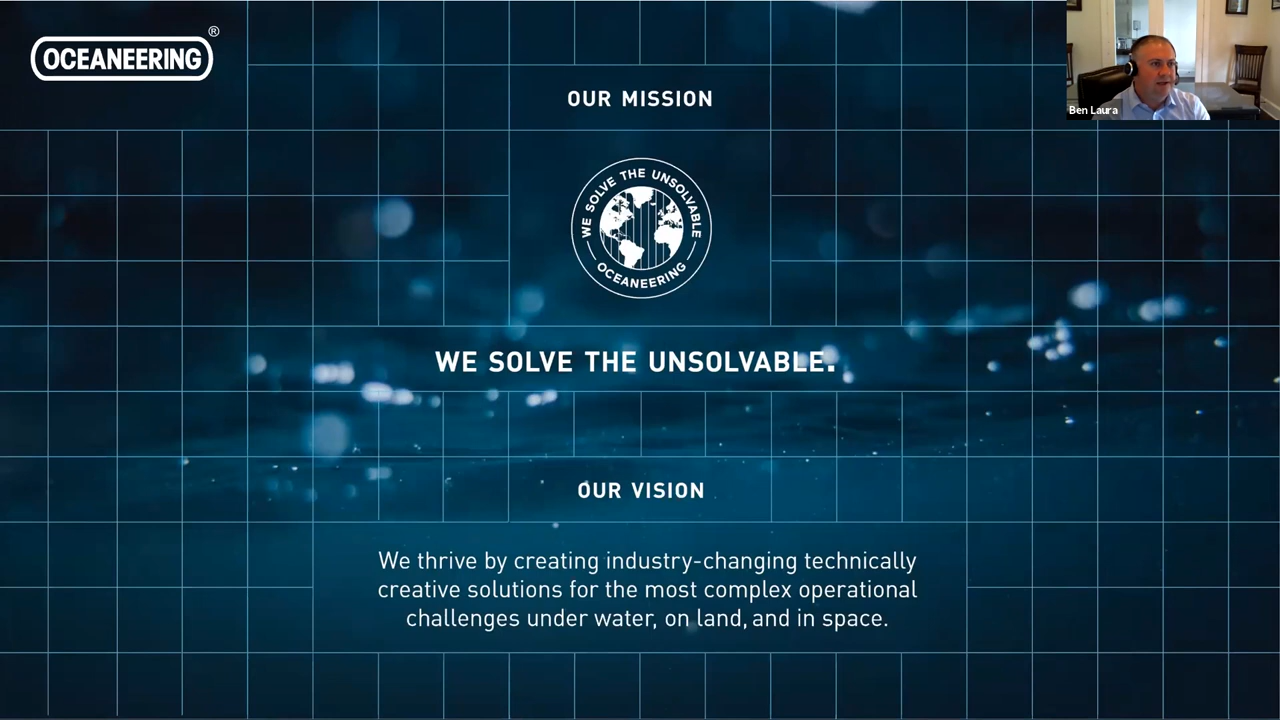 OCEANEERING®
OUR MISSION
Ben Laura
WE SOLVE THE UNSOLVABLE
OCEANEERING
WE SOLVE THE UNSOLVABLE.
OUR VISION
We thrive by creating industry-changing technically
creative solutions for the most complex operational
challenges under water, on land, and in space.